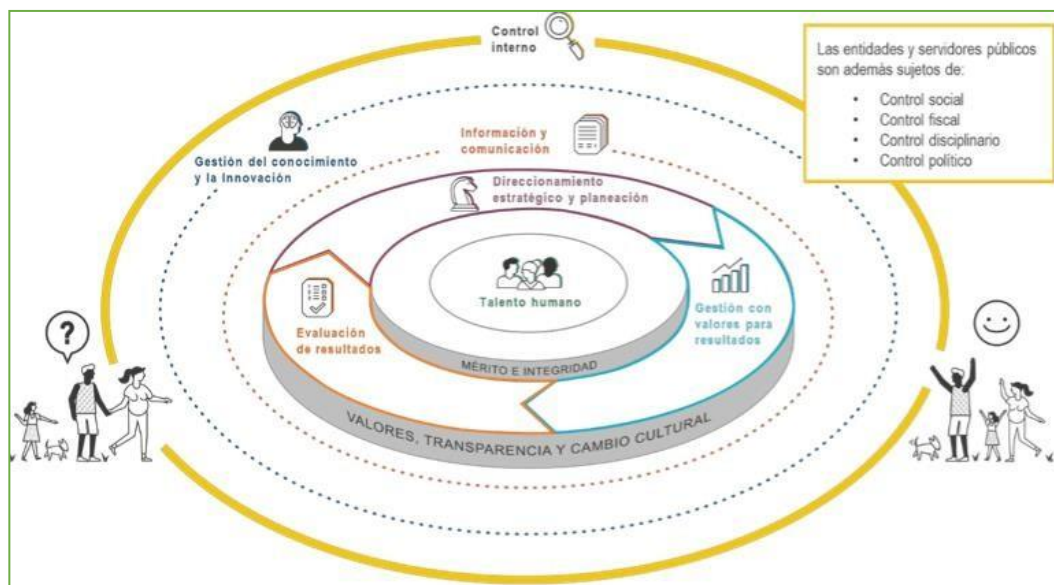 Control
interno
Las entidades y servidores públicos
son además sujetos de:
• Control social
• Control fiscal
• Control disciplinario
• Control político
Gestión del conocimiento
y la Innovación
Información y
comunicación
Direccionamiento
estratégico y planeación
Talento humano
Gestión con
valores para
resultados
Evaluación
de resultados
MÉRITO E INTEGRIDAD
VALORES, TRANSPARENCIA Y CAMBIO CULTURAL
?